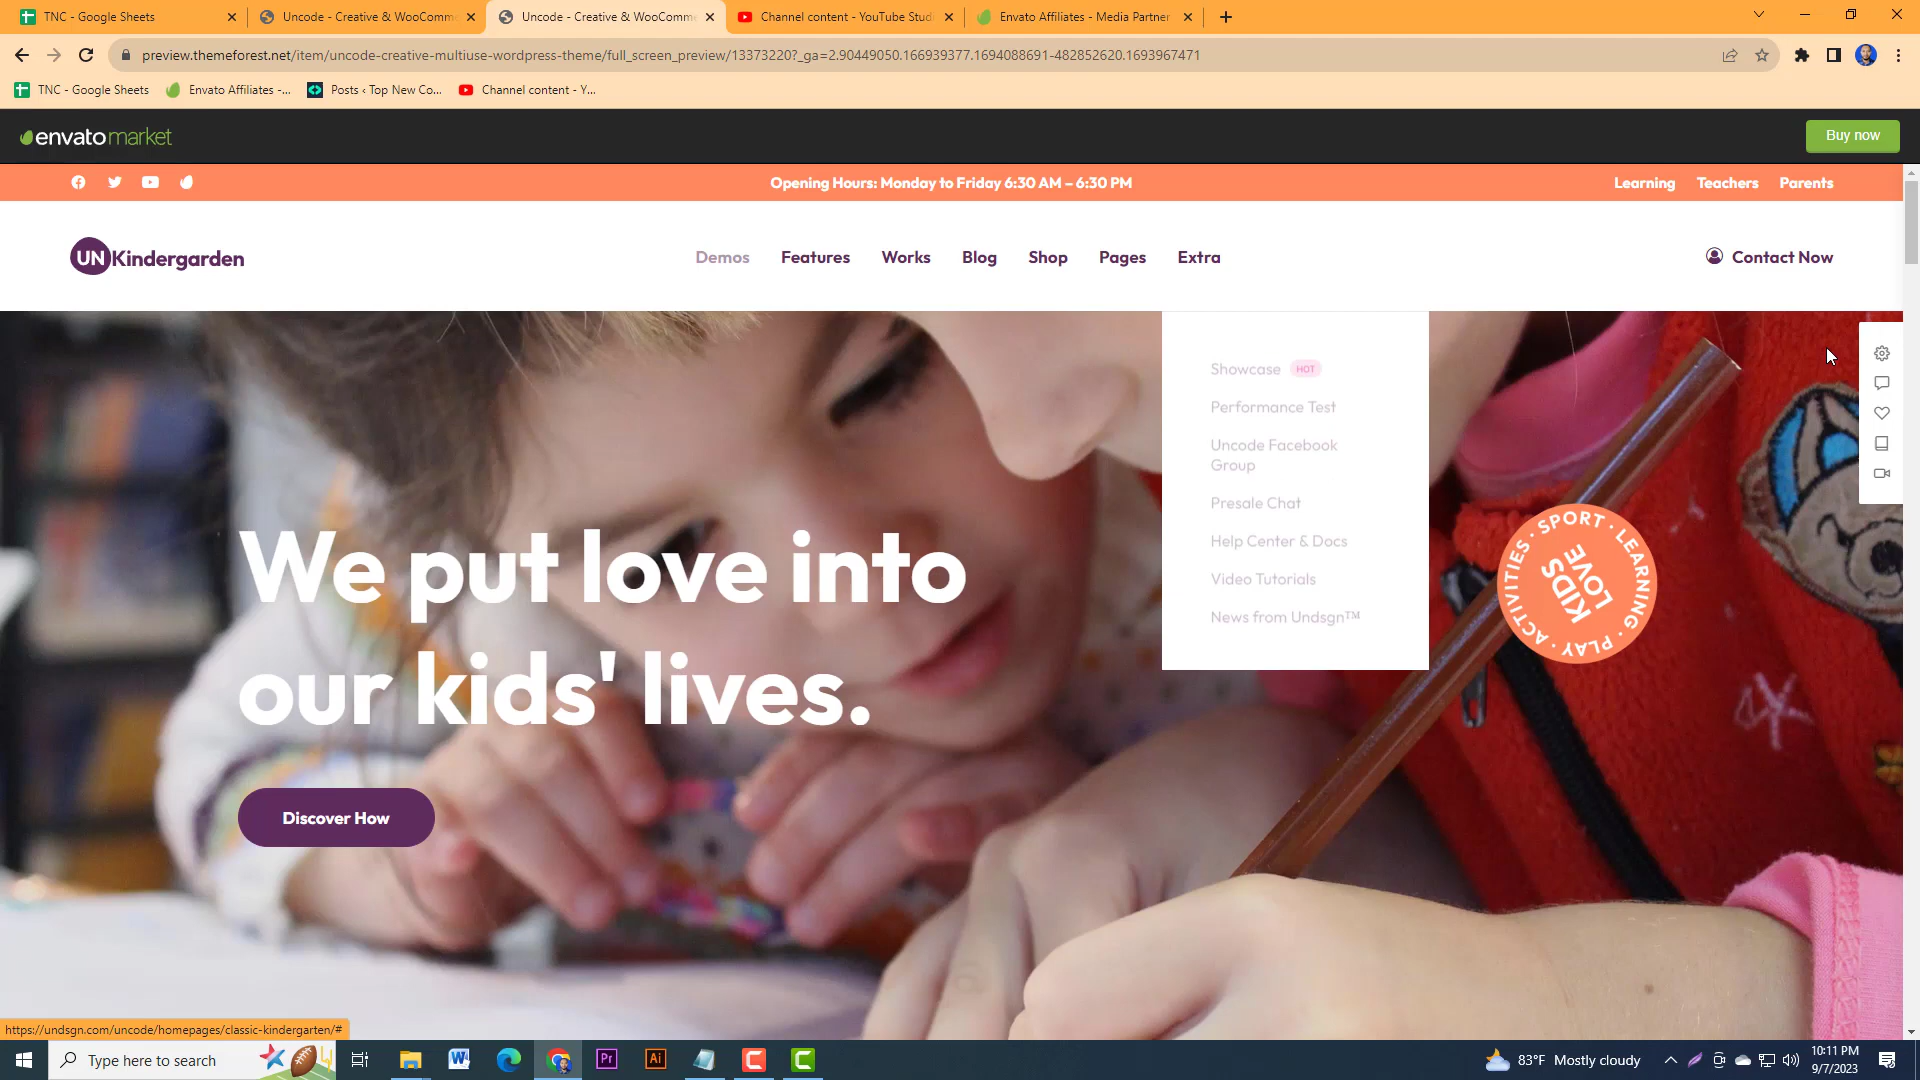 TNC - Google Sheets
Uncode - Creative & WooComme
Uncode - Creative & WooComme
Channel content - YouTube Studi
Envato Affiliates - Media Partner
preview.themeforest.net/item/uncode-creative-multiuse-wordpress-theme/full_screen_preview/13373220?_ga=2.90449050.166939377.1694088691-482852620.1693967471
TNC - Google Sheets
Envato Affiliates -...
Posts ‹ Top New Co...
Channel content - Y...
envatomarket
Buy now
Opening Hours: Monday to Friday 6:30 AM – 6:30 PM
Learning
Teachers
Parents
UN Kindergarden
Demos
Features
Works
Blog
Shop
Pages
Extra
Contact Now
Showcase HOT
Performance Test
Uncode Facebook
Group
Presale Chat
Help Center & Docs
Video Tutorials
News from Undsgn™
We put love into
our kids' lives.
Discover How
SPORT · LEARNING · PLAY · ACTIVITIES ·
KIDS
LOVE
https://undsgn.com/uncode/homepages/classic-kindergarten/#
Type here to search
83°F Mostly cloudy
10:11 PM
9/7/2023